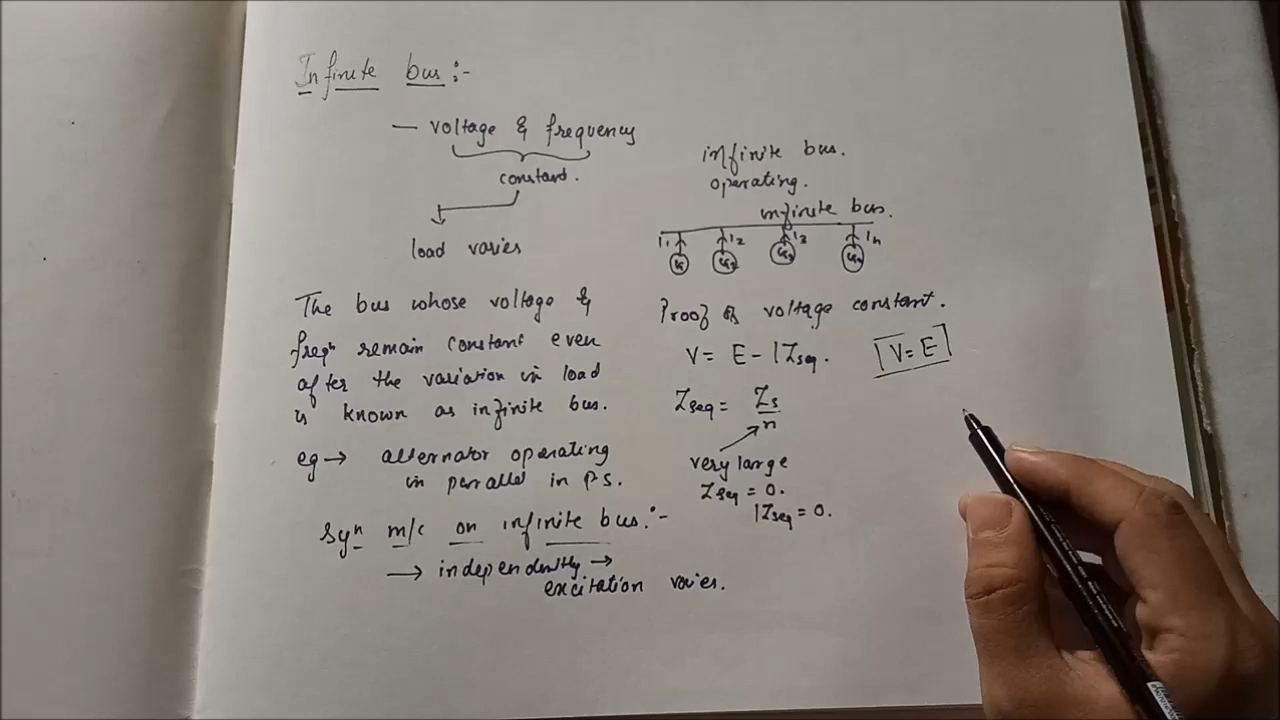 Infinite bus:-
— voltage & frequency
constant.
load varies
The bus whose voltage &
freqn remain constant even
after the variation in load
is known as infinite bus.
eg → alternator operating
in parallel in P.S.
Syn m/c on infinite bus:-
→ independently →
excitation varies.
infinite bus.
operating.
infinite bus.
I1 I2 I3 In
G1 G2 G3 Gn
Proof of voltage constant.
V = E - IZseq.
V = E
Zseq = Zs/n
very large
Zseq = 0.
IZseq = 0.